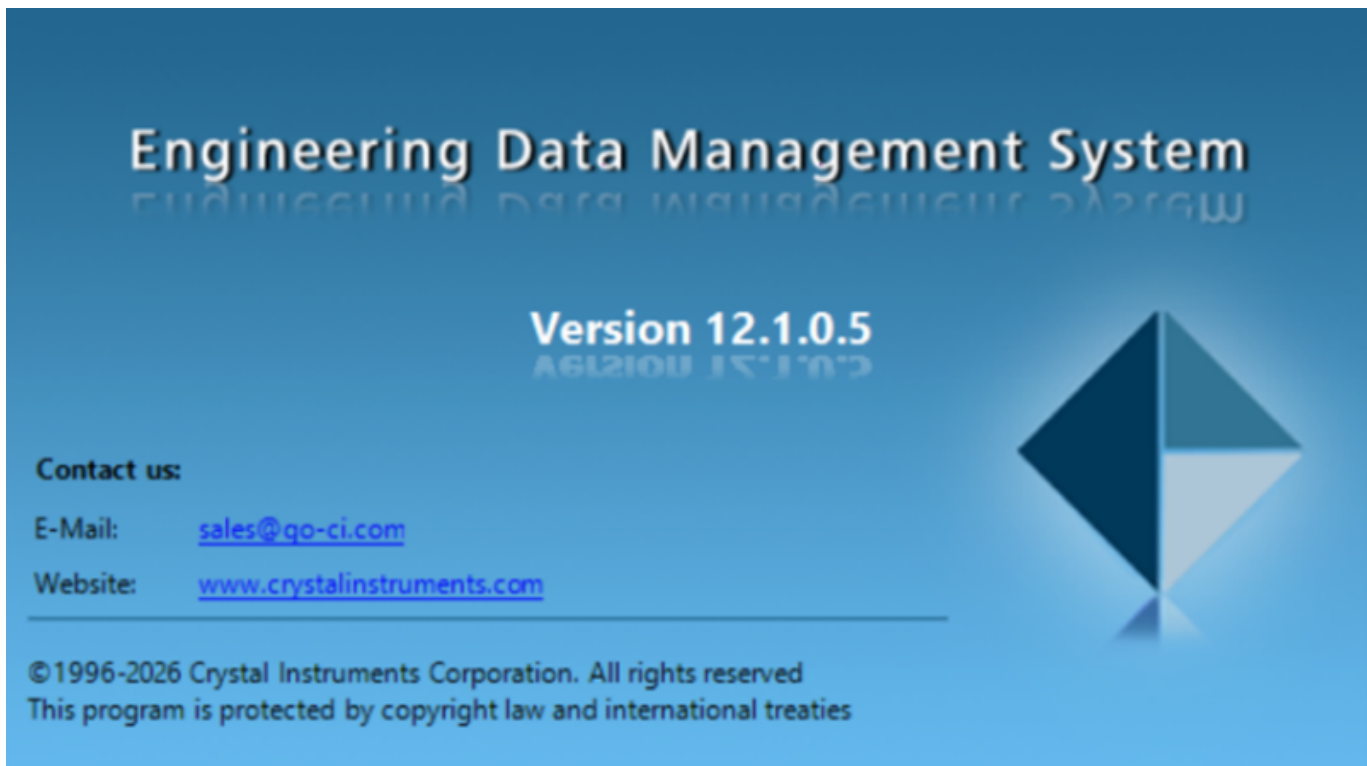 Engineering Data Management System
Version 12.1.0.5
Contact us:
E-Mail: sales@go-ci.com
Website: www.crystalinstruments.com
©1996-2026 Crystal Instruments Corporation. All rights reserved
This program is protected by copyright law and international treaties